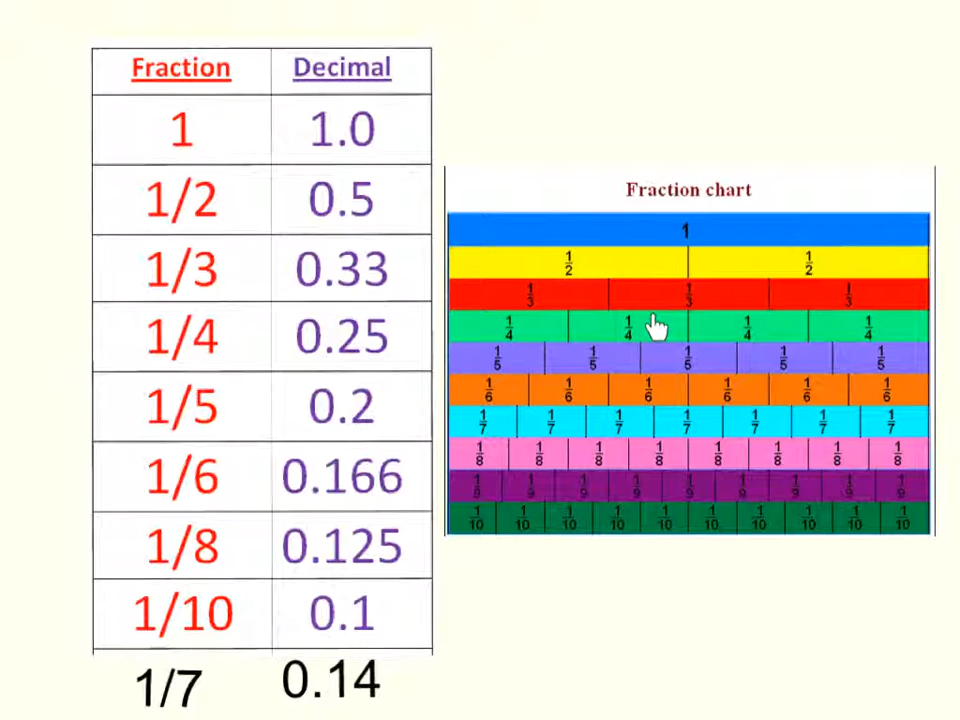 Fraction Decimal
1 1.0
1/2 0.5
1/3 0.33
1/4 0.25
1/5 0.2
1/6 0.166
1/8 0.125
1/10 0.1
1/7 0.14
Fraction chart
1
1/2 1/2
1/3 1/3 1/3
1/4 1/4 1/4 1/4
1/5 1/5 1/5 1/5 1/5
1/6 1/6 1/6 1/6 1/6 1/6
1/7 1/7 1/7 1/7 1/7 1/7 1/7
1/8 1/8 1/8 1/8 1/8 1/8 1/8 1/8
1/9 1/9 1/9 1/9 1/9 1/9 1/9 1/9 1/9
1/10 1/10 1/10 1/10 1/10 1/10 1/10 1/10 1/10 1/10